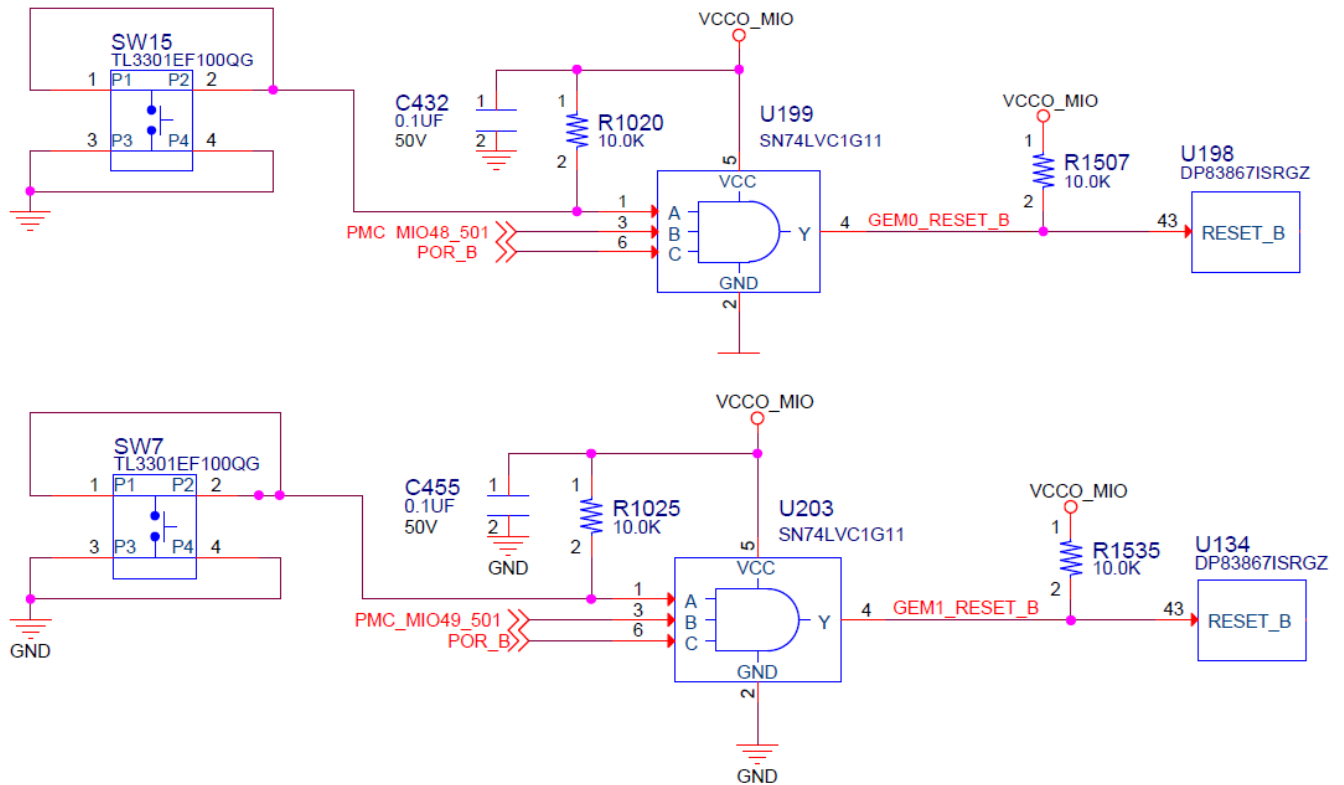 VCCO_MIO
SW15
TL3301EF100QG
1 P1 P2 2
3 P3 P4 4
C432
0.1UF
50V
1
2
1
R1020
10.0K
2
U199
SN74LVC1G11
5
VCC
1 A
PMC_MIO48_501 3 B
POR_B 6 C
Y 4
GND
2
GEM0_RESET_B
VCCO_MIO
1
R1507
10.0K
2
U198
DP83867ISRGZ
43 RESET_B
VCCO_MIO
SW7
TL3301EF100QG
1 P1 P2 2
3 P3 P4 4
GND
C455
0.1UF
50V
1
2
GND
1
R1025
10.0K
2
U203
SN74LVC1G11
5
VCC
1 A
PMC_MIO49_501 3 B
POR_B 6 C
Y 4
GND
2
GND
GEM1_RESET_B
VCCO_MIO
1
R1535
10.0K
2
U134
DP83867ISRGZ
43 RESET_B